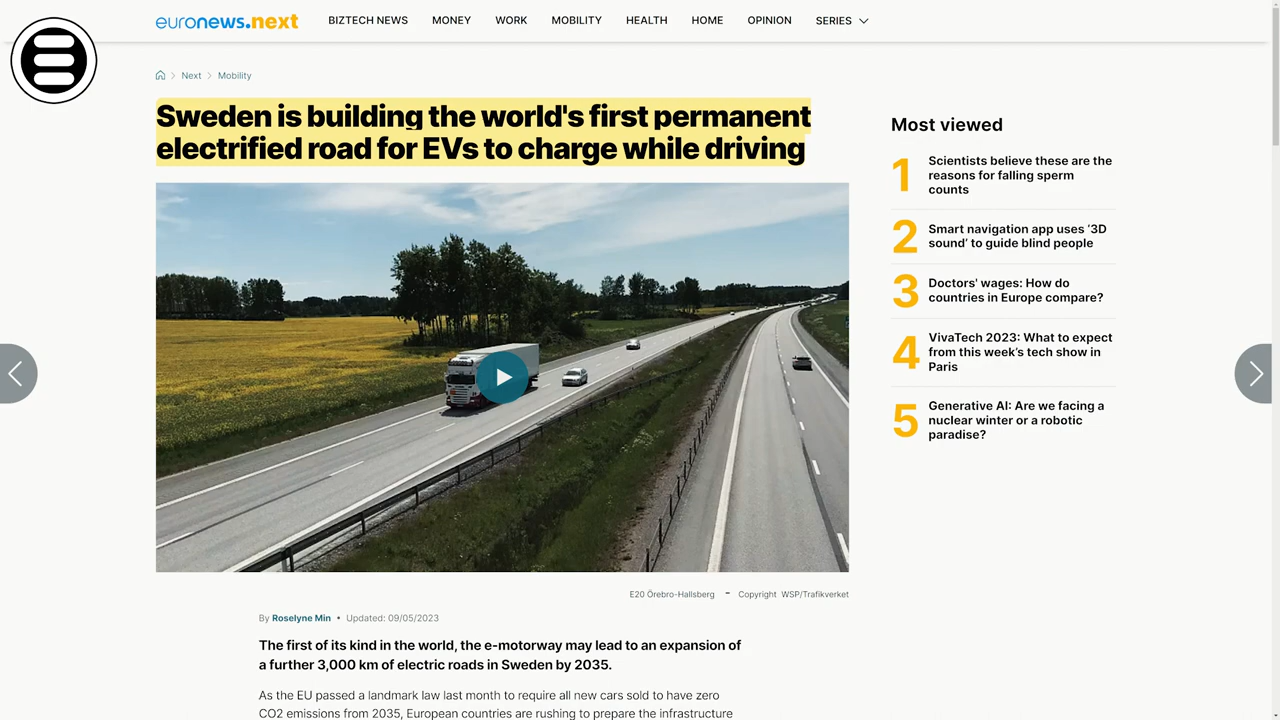 euronews.next
BIZTECH NEWS MONEY WORK MOBILITY HEALTH HOME OPINION SERIES
Next Mobility
Sweden is building the world's first permanent
electrified road for EVs to charge while driving
Most viewed
1 Scientists believe these are the
reasons for falling sperm
counts
2 Smart navigation app uses ‘3D
sound’ to guide blind people
3 Doctors' wages: How do
countries in Europe compare?
4 VivaTech 2023: What to expect
from this week’s tech show in
Paris
5 Generative AI: Are we facing a
nuclear winter or a robotic
paradise?
E20 Örebro-Hallsberg - Copyright WSP/Trafikverket
By Roselyne Min • Updated: 09/05/2023
The first of its kind in the world, the e-motorway may lead to an expansion of
a further 3,000 km of electric roads in Sweden by 2035.
As the EU passed a landmark law last month to require all new cars sold to have zero
CO2 emissions from 2035, European countries are rushing to prepare the infrastructure